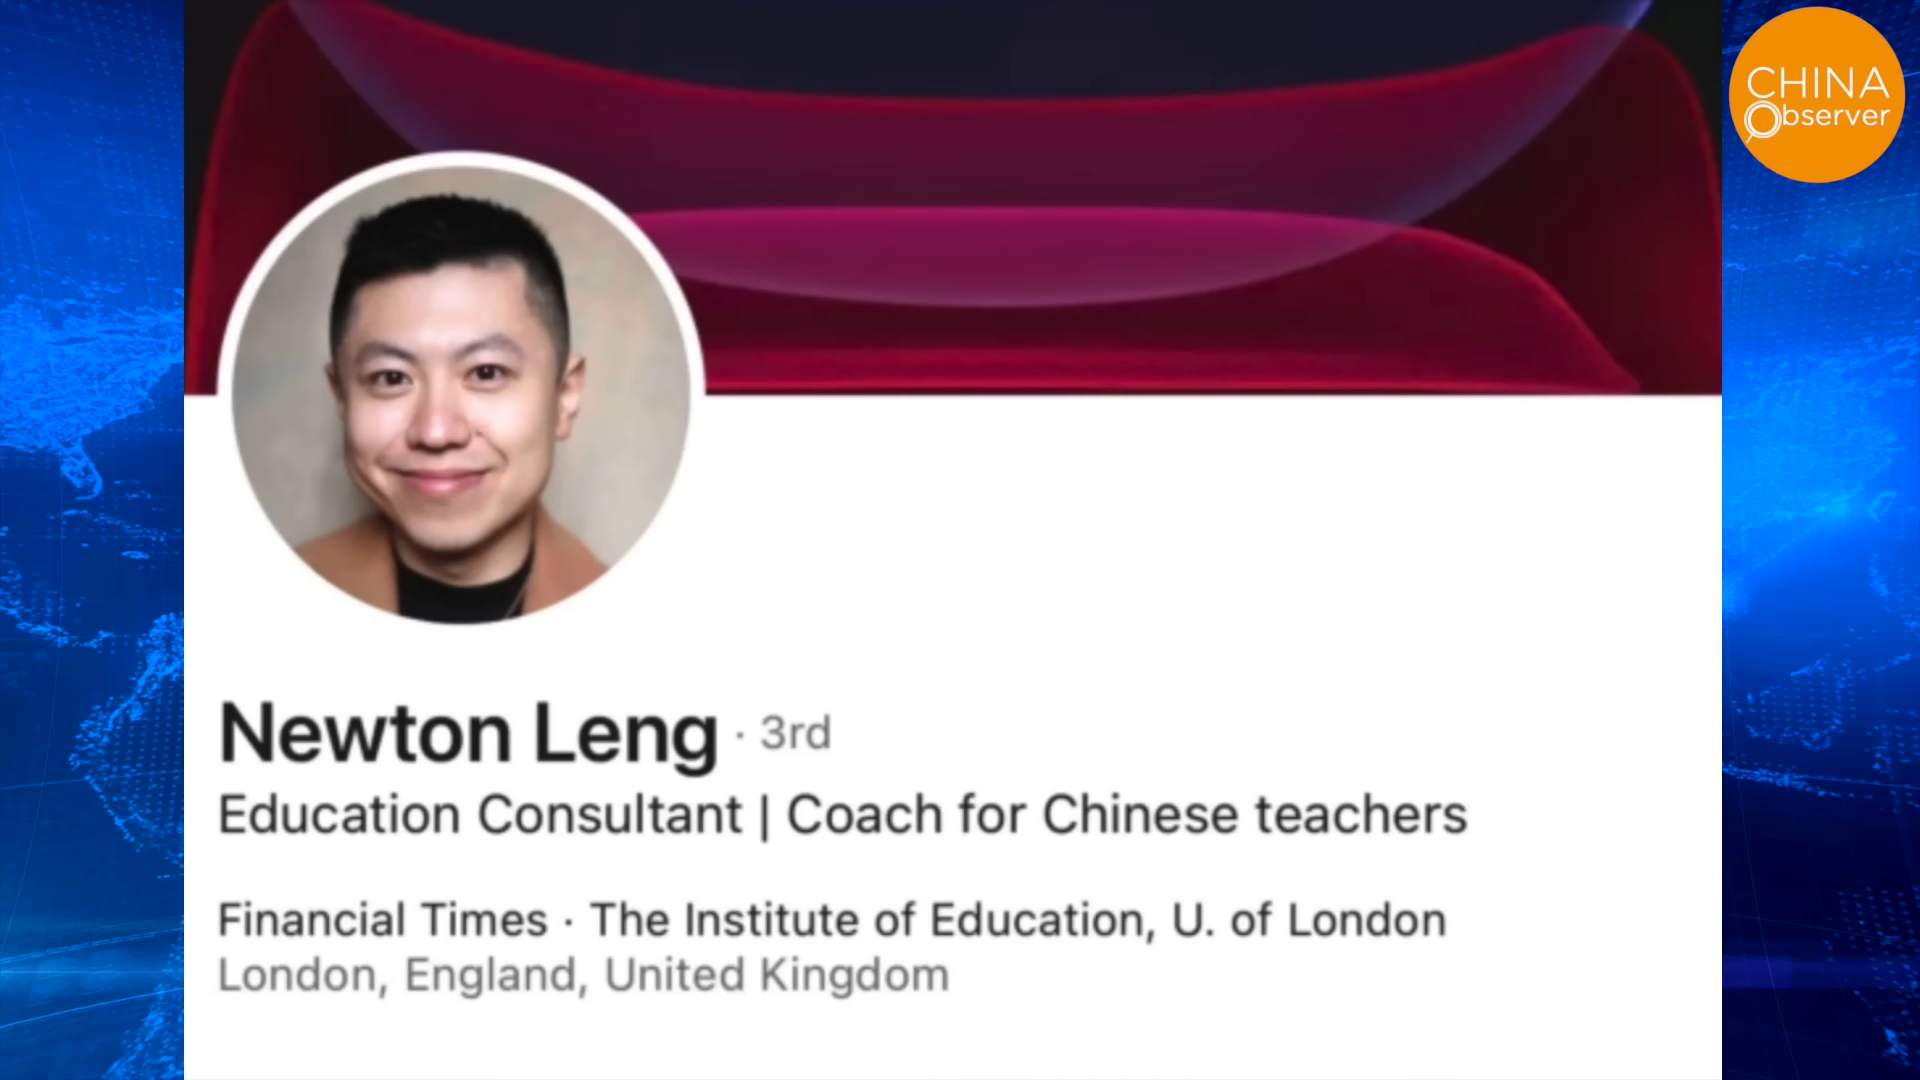 CHINA
Observer
Newton Leng · 3rd
Education Consultant | Coach for Chinese teachers
Financial Times · The Institute of Education, U. of London
London, England, United Kingdom